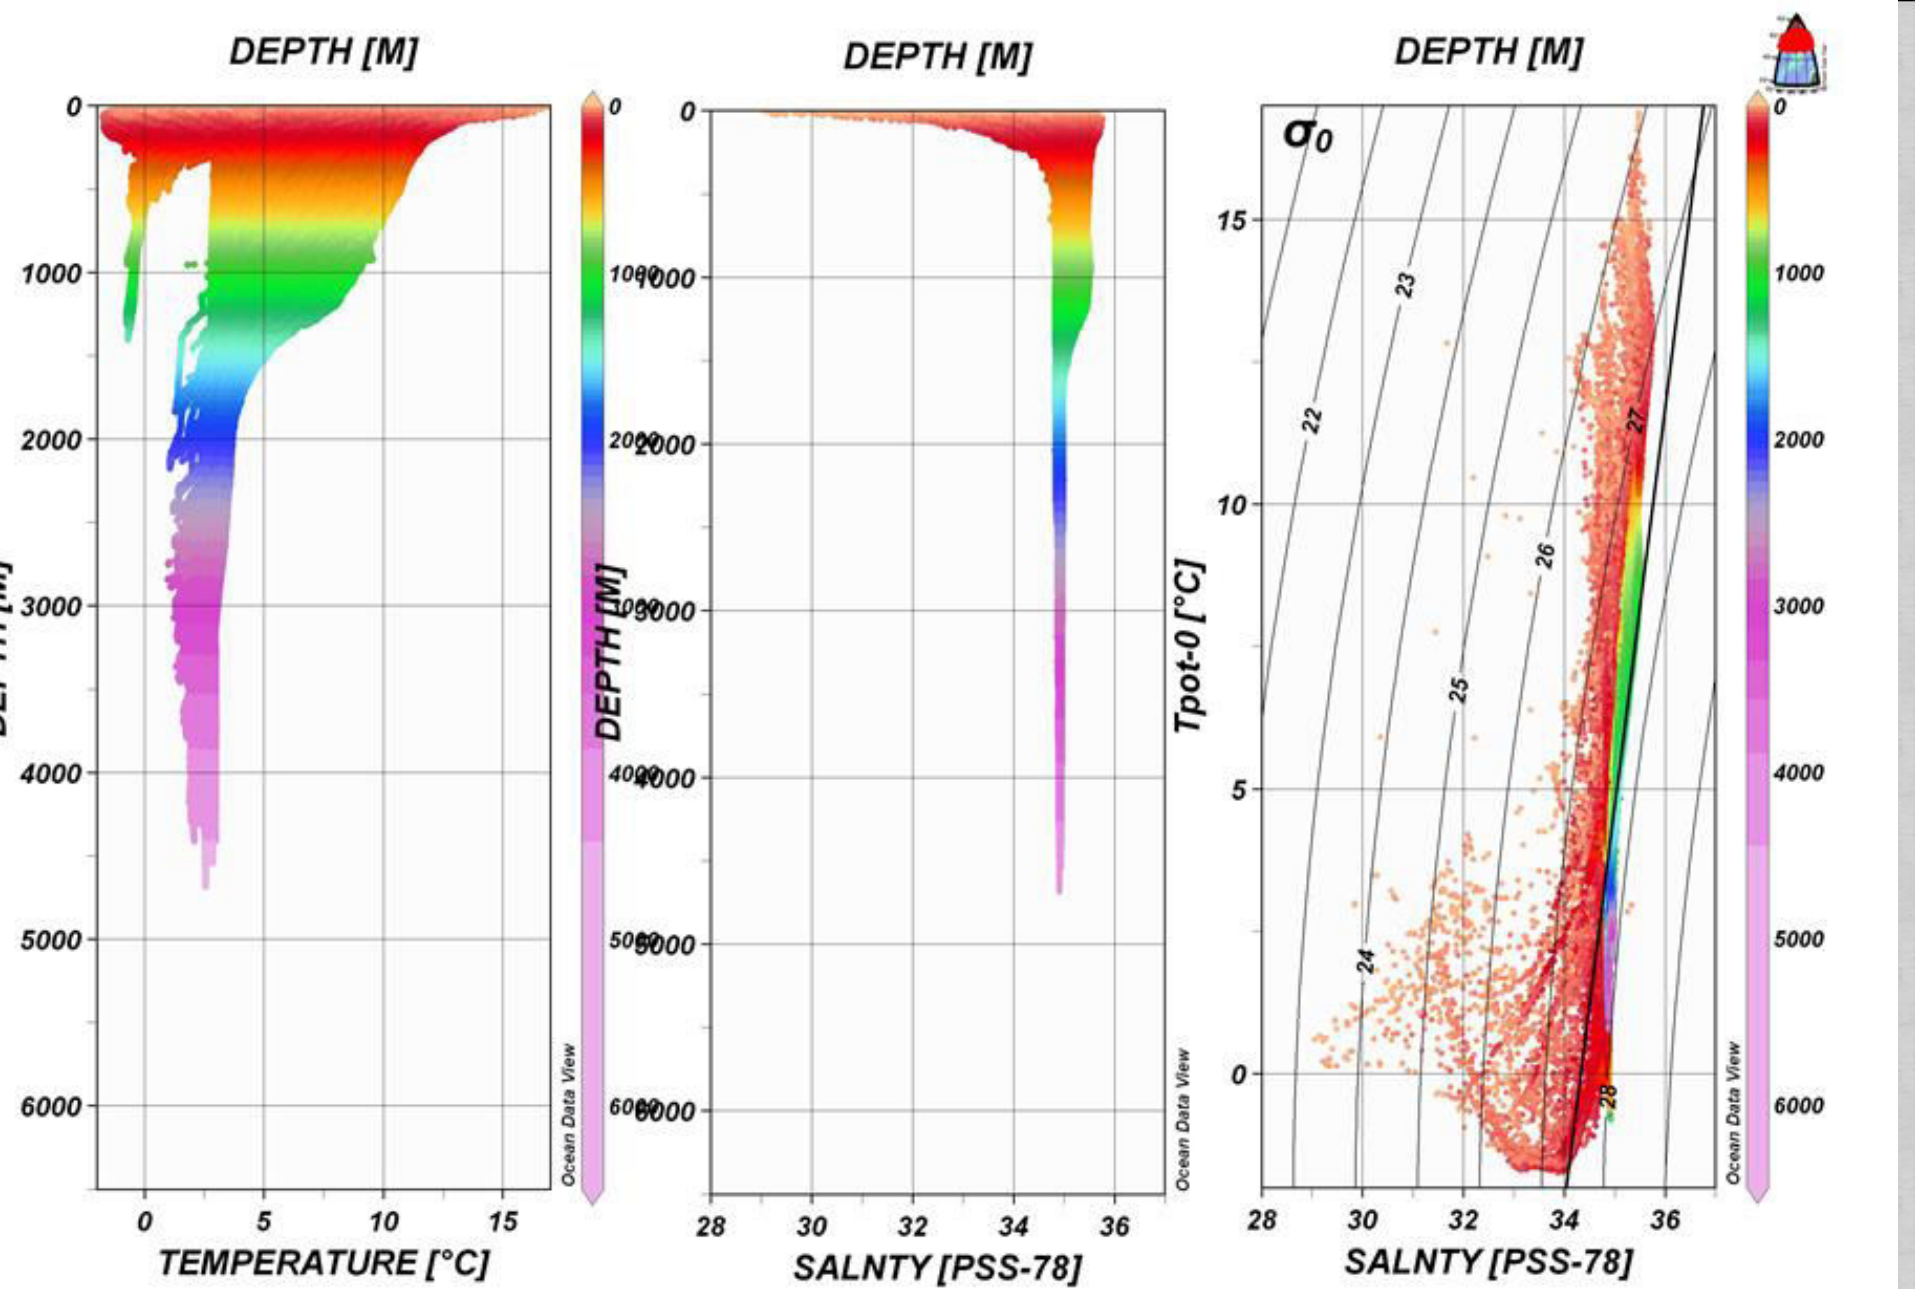 DEPTH [M]
0
1000
2000
3000
4000
5000
6000
0 5 10 15
TEMPERATURE [°C]
Ocean Data View
0
1000
2000
4000
5000
6000
DEPTH [M]
DEPTH [M]
0
1000
2000
3000
4000
5000
6000
28 30 32 34 36
SALNTY [PSS-78]
Ocean Data View
DEPTH [M]
Tpot-0 [°C]
σ0
15
10
5
0
22
23
24
25
26
27
28
28 30 32 34 36
SALNTY [PSS-78]
Ocean Data View
0
1000
2000
3000
4000
5000
6000